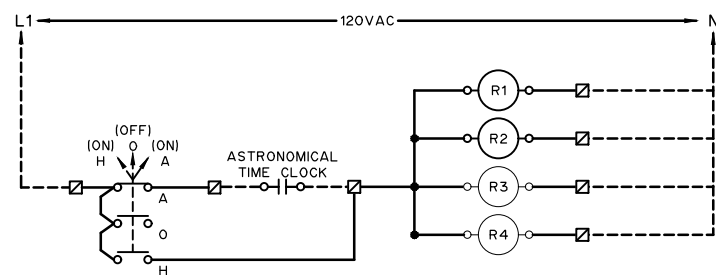 L1 120VAC N
R1
(OFF)
(ON) O (ON)
H A
R2
ASTRONOMICAL
TIME CLOCK
R3
A
O
R4
H